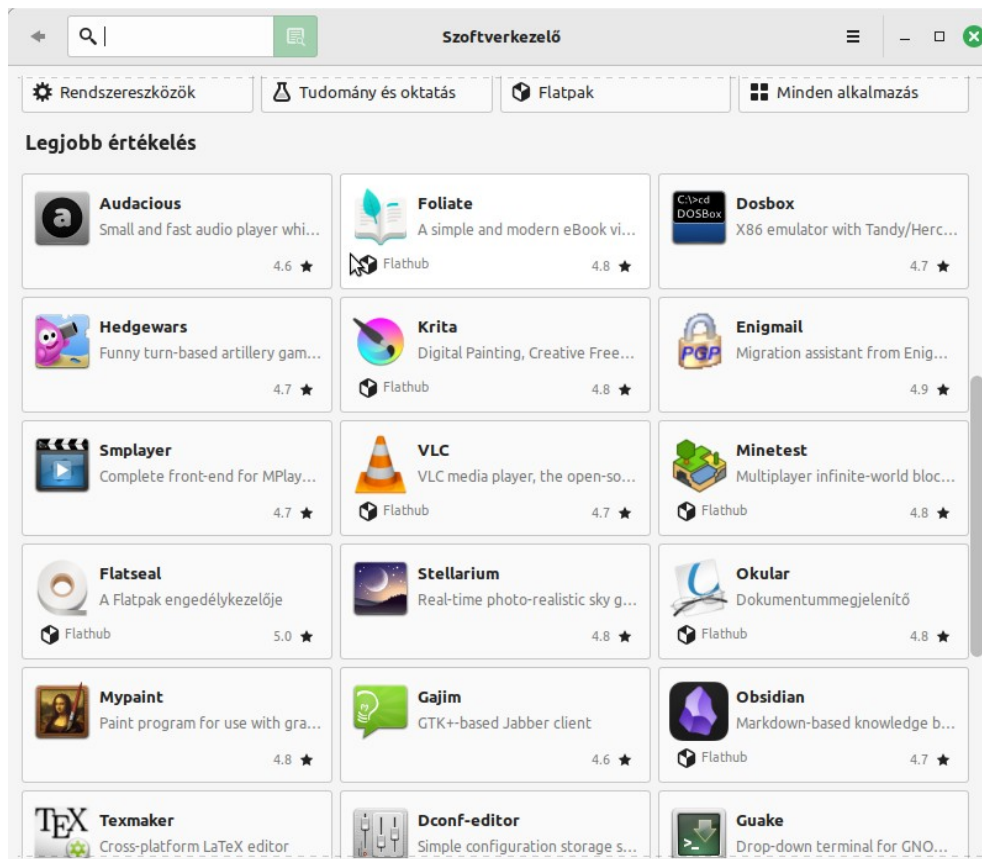 Szoftverkezelő
Rendszereszközök
Tudomány és oktatás
Flatpak
Minden alkalmazás
Legjobb értékelés
Audacious
Small and fast audio player whi...
4.6 ★
Foliate
A simple and modern eBook vi...
Flathub
4.8 ★
C:\>cd
DOSBox
Dosbox
X86 emulator with Tandy/Herc...
4.7 ★
Hedgewars
Funny turn-based artillery gam...
4.7 ★
Krita
Digital Painting, Creative Free...
Flathub
4.8 ★
PGP
Enigmail
Migration assistant from Enig...
4.9 ★
Smplayer
Complete front-end for MPlay...
4.7 ★
VLC
VLC media player, the open-so...
Flathub
4.7 ★
Minetest
Multiplayer infinite-world bloc...
Flathub
4.8 ★
Flatseal
A Flatpak engedélykezelője
Flathub
5.0 ★
Stellarium
Real-time photo-realistic sky g...
4.8 ★
Okular
Dokumentummegjelenítő
Flathub
4.8 ★
Mypaint
Paint program for use with gra...
4.8 ★
Gajim
GTK+-based Jabber client
4.6 ★
Obsidian
Markdown-based knowledge b...
Flathub
4.7 ★
TEX
Texmaker
Cross-platform LaTeX editor
Dconf-editor
Simple configuration storage s...
>_
Guake
Drop-down terminal for GNO...